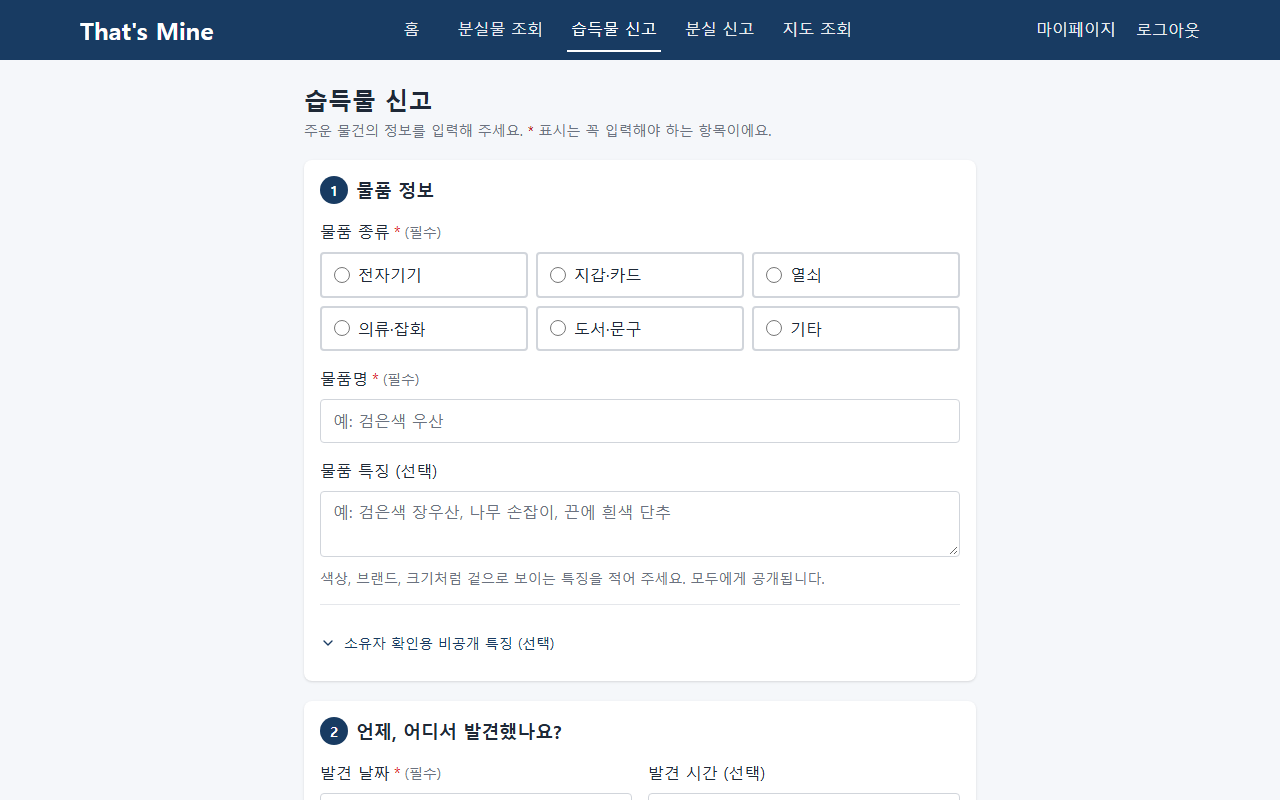 That's Mine 홈 분실물 조회 습득물 신고 분실 신고 지도 조회 마이페이지 로그아웃
습득물 신고
주운 물건의 정보를 입력해 주세요. * 표시는 꼭 입력해야 하는 항목이에요.
1 물품 정보
물품 종류 * (필수)
전자기기 지갑·카드 열쇠
의류·잡화 도서·문구 기타
물품명 * (필수)
예: 검은색 우산
물품 특징 (선택)
예: 검은색 장우산, 나무 손잡이, 끈에 흰색 단추
색상, 브랜드, 크기처럼 겉으로 보이는 특징을 적어 주세요. 모두에게 공개됩니다.
소유자 확인용 비공개 특징 (선택)
2 언제, 어디서 발견했나요?
발견 날짜 * (필수) 발견 시간 (선택)